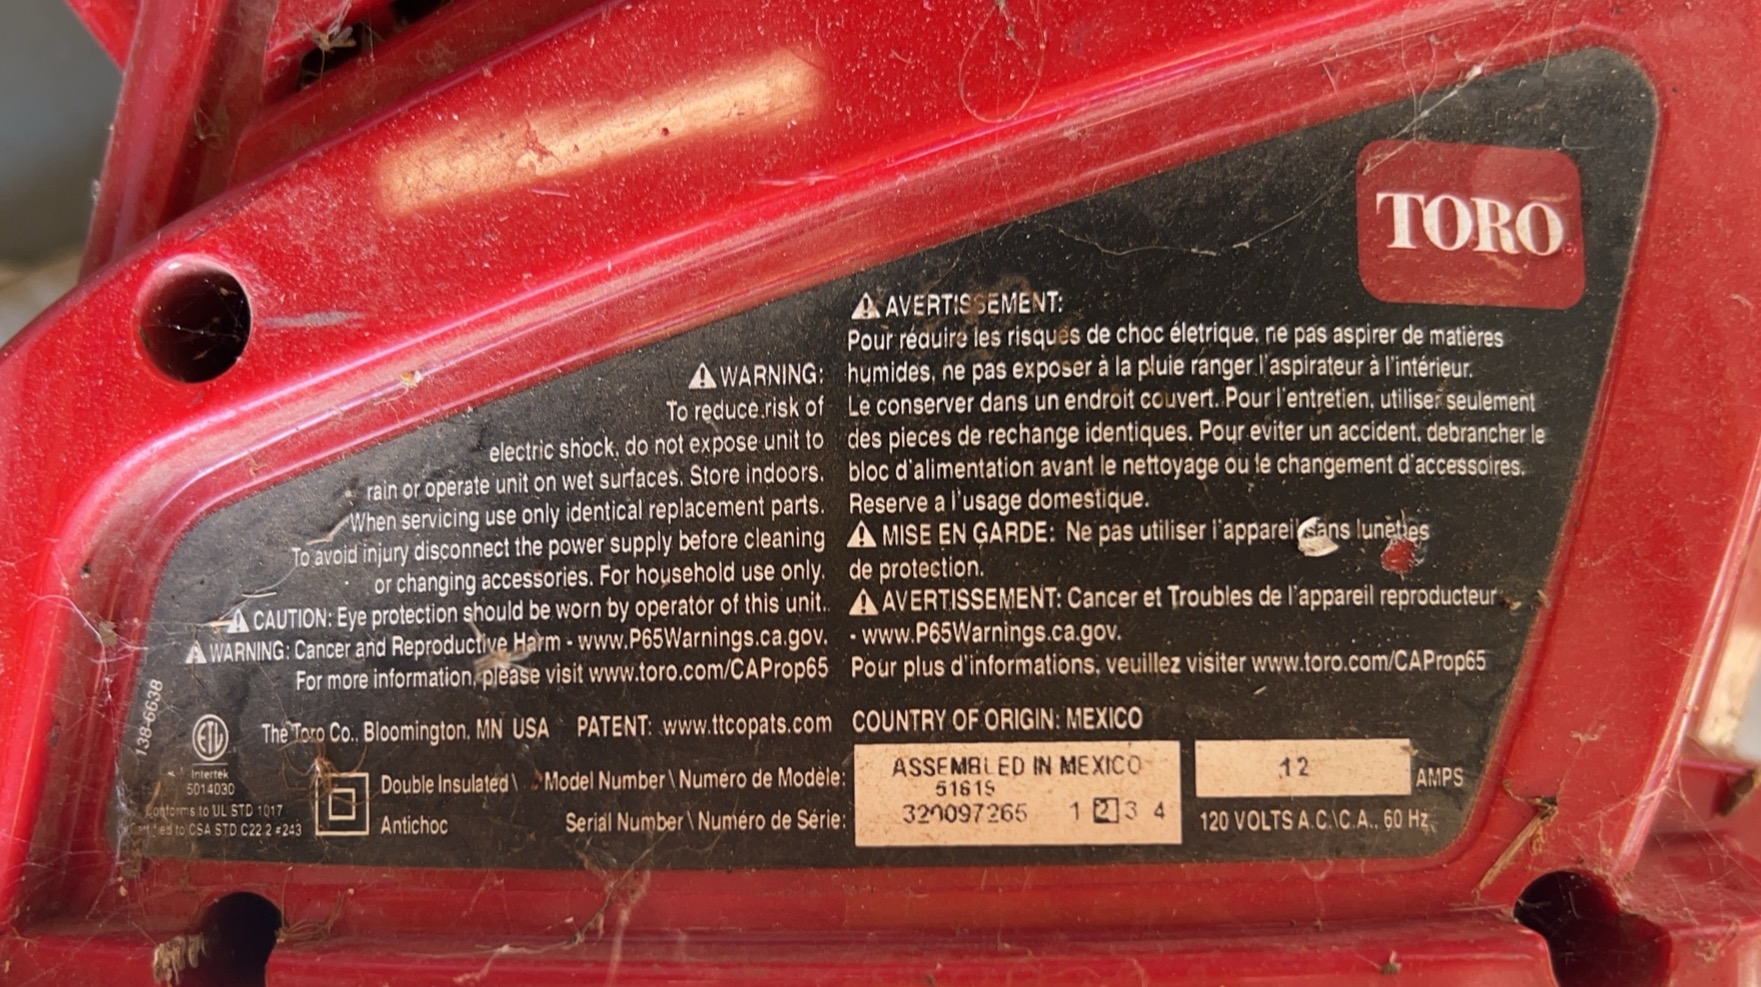 TORO
⚠ WARNING:
To reduce risk of
electric shock, do not expose unit to
rain or operate unit on wet surfaces. Store indoors.
When servicing use only identical replacement parts.
To avoid injury disconnect the power supply before cleaning
or changing accessories. For household use only.
⚠ CAUTION: Eye protection should be worn by operator of this unit.
⚠ WARNING: Cancer and Reproductive Harm - www.P65Warnings.ca.gov.
For more information, please visit www.toro.com/CAProp65
⚠ AVERTISSEMENT:
Pour réduire les risques de choc életrique, ne pas aspirer de matières
humides, ne pas exposer à la pluie ranger l'aspirateur à l'intérieur.
Le conserver dans un endroit couvert. Pour l'entretien, utiliser seulement
des pieces de rechange identiques. Pour eviter un accident, debrancher le
bloc d'alimentation avant le nettoyage ou le changement d'accessoires.
Reserve a l'usage domestique.
⚠ MISE EN GARDE: Ne pas utiliser l'appareil sans lunettes
de protection.
⚠ AVERTISSEMENT: Cancer et Troubles de l'appareil reproducteur
- www.P65Warnings.ca.gov.
Pour plus d'informations, veuillez visiter www.toro.com/CAProp65
138-6638
ETL
Intertek
5014030
Conforms to UL STD 1017
Certified to CSA STD C22.2 #243
The Toro Co., Bloomington, MN USA PATENT: www.ttcopats.com COUNTRY OF ORIGIN: MEXICO
Double Insulated \
Antichoc
Model Number \ Numéro de Modèle:
Serial Number \ Numéro de Série:
ASSEMBLED IN MEXICO
51619
320097265 1 2 3 4
12 AMPS
120 VOLTS A.C.\C.A., 60 Hz